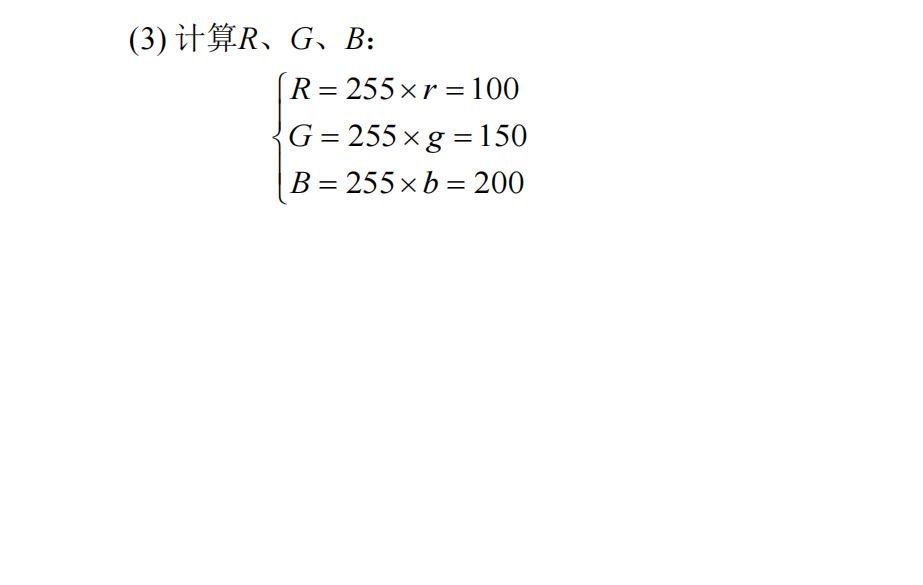 (3) 计算R、G、B：
R = 255 × r = 100
G = 255 × g = 150
B = 255 × b = 200